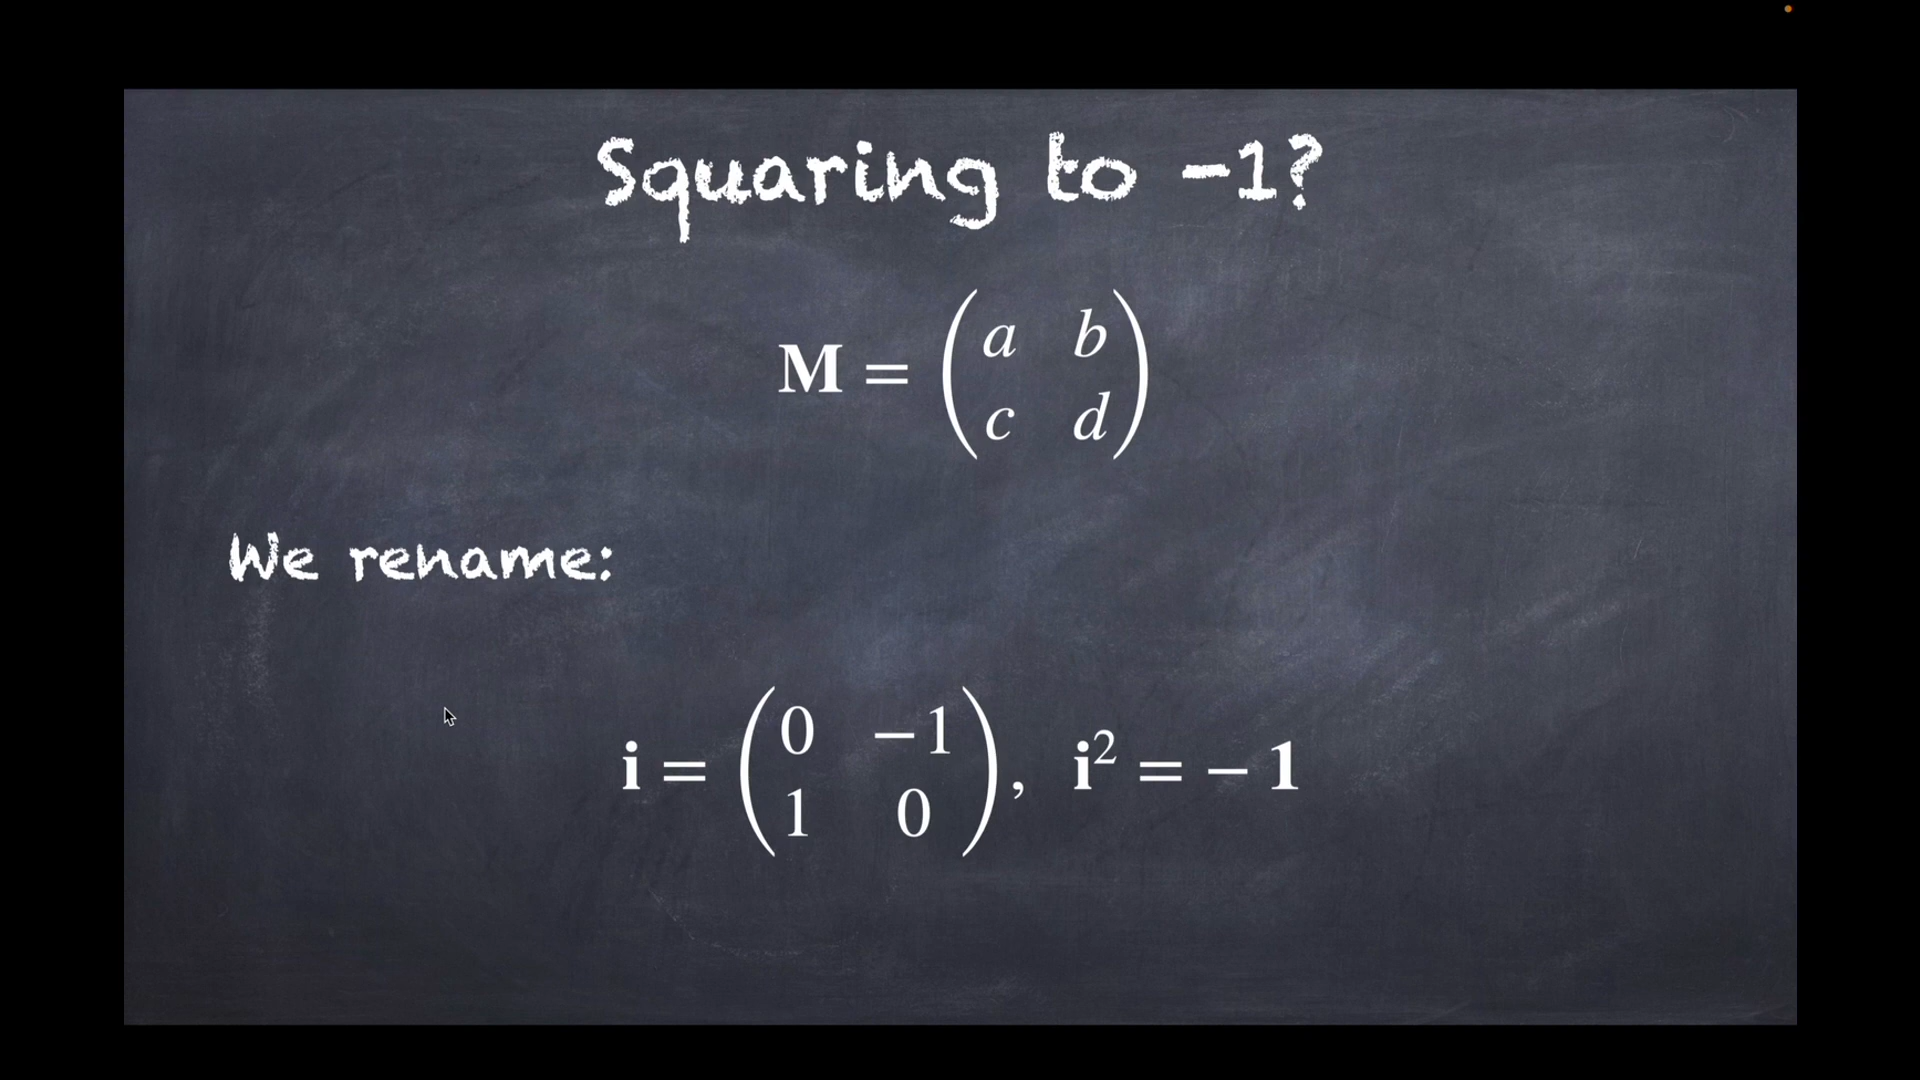 Squaring to -1?
M = ( a b
c d )
We rename:
i = ( 0 −1
1 0 ), i² = − 1